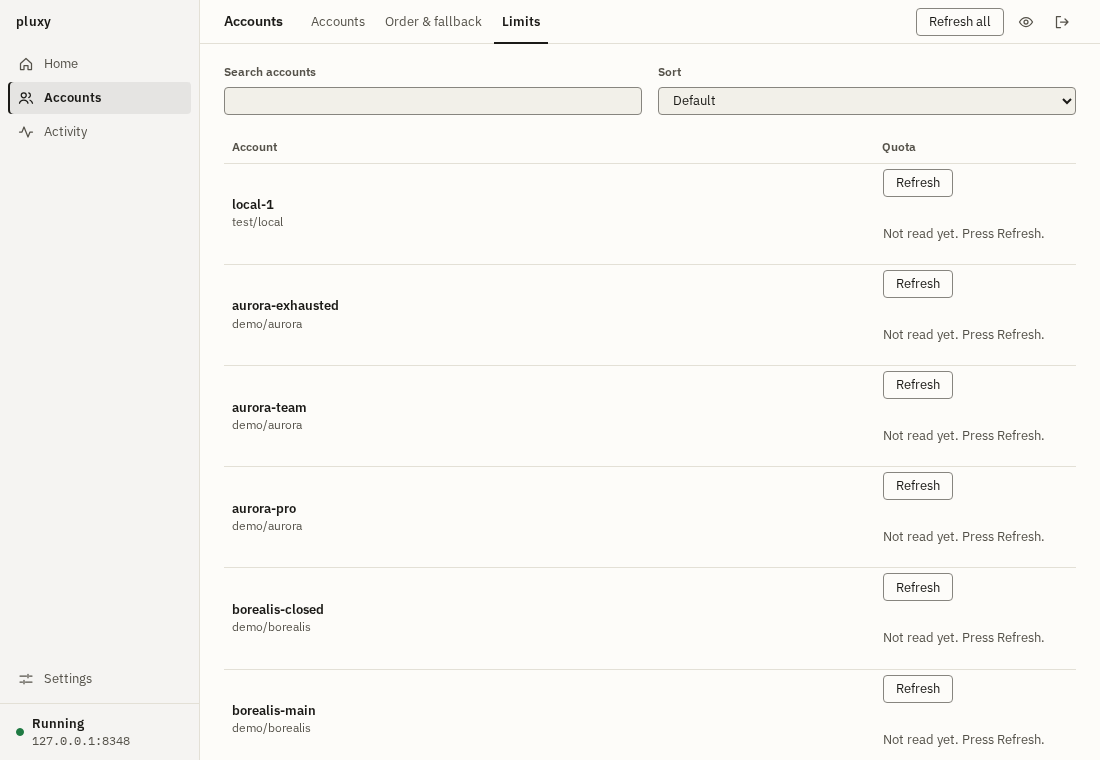 pluxy
Home
Accounts
Activity
Settings
Running
127.0.0.1:8348
Accounts Accounts Order & fallback Limits Refresh all
Search accounts Sort
Default
Account Quota
Refresh
local-1
test/local
Not read yet. Press Refresh.
Refresh
aurora-exhausted
demo/aurora
Not read yet. Press Refresh.
Refresh
aurora-team
demo/aurora
Not read yet. Press Refresh.
Refresh
aurora-pro
demo/aurora
Not read yet. Press Refresh.
Refresh
borealis-closed
demo/borealis
Not read yet. Press Refresh.
Refresh
borealis-main
demo/borealis
Not read yet. Press Refresh.